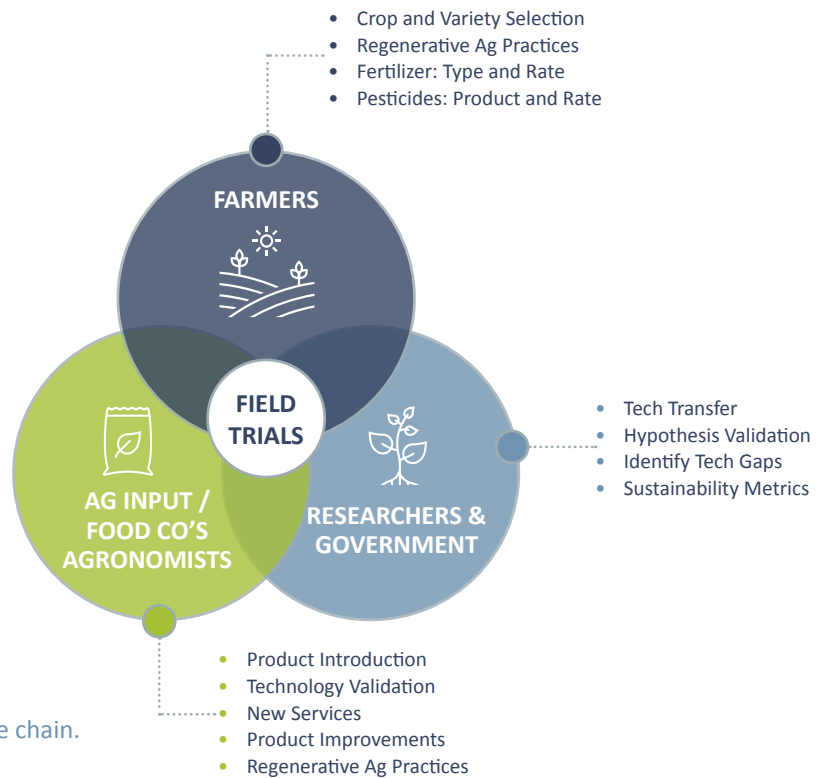 • Crop and Variety Selection
• Regenerative Ag Practices
• Fertilizer: Type and Rate
• Pesticides: Product and Rate
FARMERS
FIELD
TRIALS
AG INPUT /
FOOD CO’S
AGRONOMISTS
RESEARCHERS &
GOVERNMENT
• Tech Transfer
• Hypothesis Validation
• Identify Tech Gaps
• Sustainability Metrics
• Product Introduction
• Technology Validation
• New Services
• Product Improvements
• Regenerative Ag Practices
e chain.